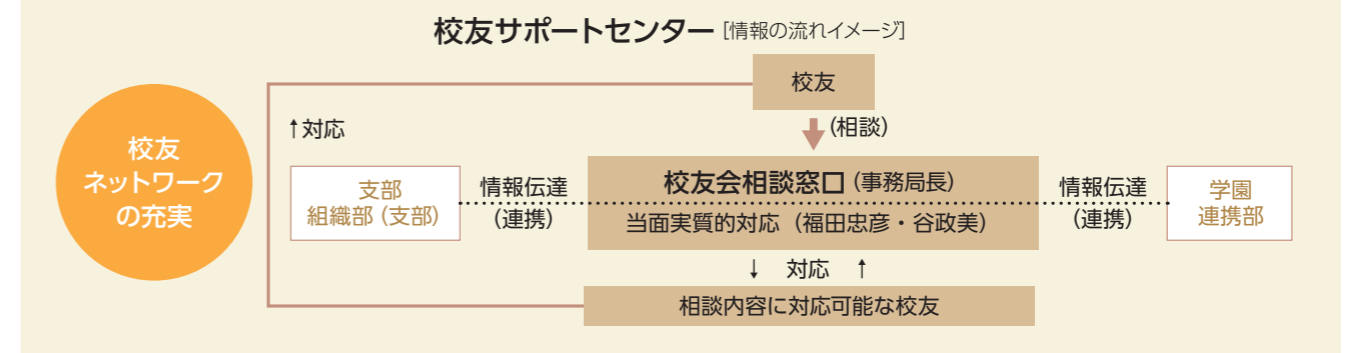 校友サポートセンター [情報の流れイメージ]
校友
ネットワーク
の充実
校友
(相談)
↑対応
支部
組織部(支部)
情報伝達
(連携)
校友会相談窓口(事務局長)
当面実質的対応(福田忠彦・谷政美)
情報伝達
(連携)
学園
連携部
↓ 対応 ↑
相談内容に対応可能な校友